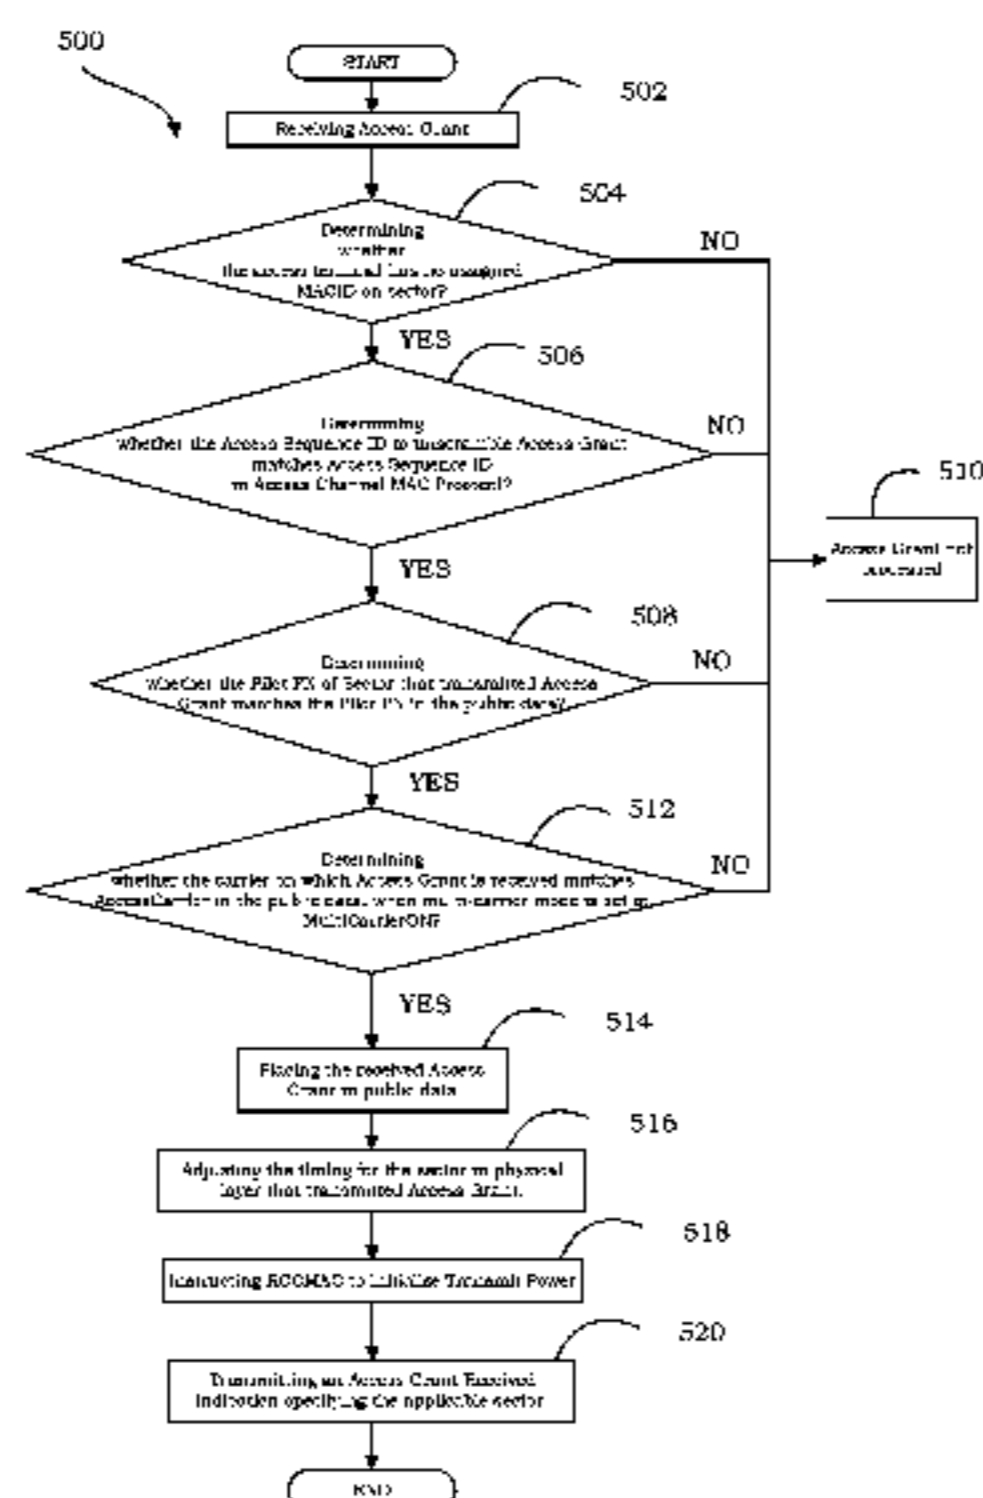 500
START
502
Receiving Access Grant
504
Determining
whether
the access terminal has no assigned
MACID on sector?
NO
YES
506
Determining
whether the Access Sequence ID to unscramble Access Grant
matches Access Sequence ID
in Access Channel MAC Protocol?
NO
510
Access Grant not
processed
YES
508
Determining
whether the Pilot PN of Sector that transmitted Access
Grant matches the Pilot PN in the public data?
NO
YES
512
Determining
whether the carrier on which Access Grant is received matches
AccessCarrier in the public data, when multi-carrier mode is set to
MultiCarrierON?
NO
YES
514
Placing the received Access
Grant in public data
516
Adjusting the timing for the sector in physical
layer that transmitted Access Grant.
518
Instructing RCCMAC to Initialize Transmit Power
520
Transmitting an Access Grant Received
indication specifying the applicable sector
END